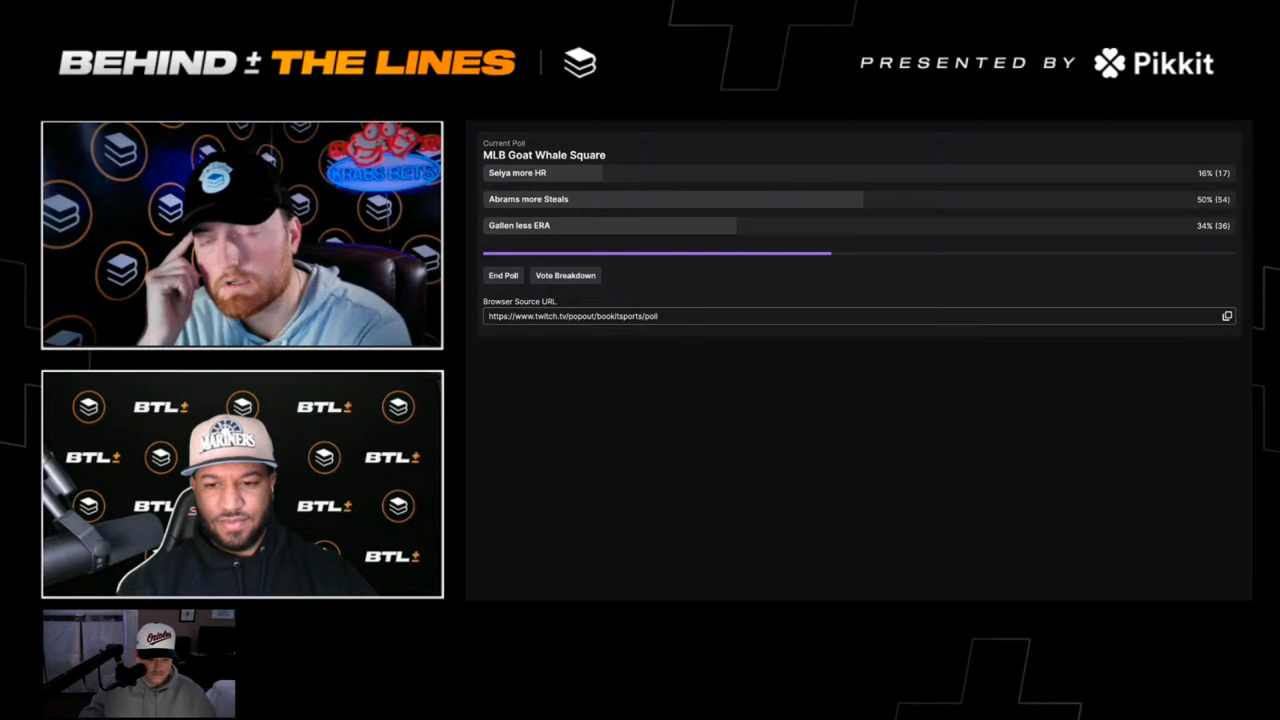 BEHIND ± THE LINES
PRESENTED BY Pikkit
KRABS BETS
Current Poll
MLB Goat Whale Square
Seiya more HR 16% (17)
Abrams more Steals 50% (54)
Gallen less ERA 34% (36)
End Poll Vote Breakdown
Browser Source URL
https://www.twitch.tv/popout/bookitsports/poll
BTL± BTL±
MARINERS
BTL± BTL±
BTL BTL±
BTL±
Orioles